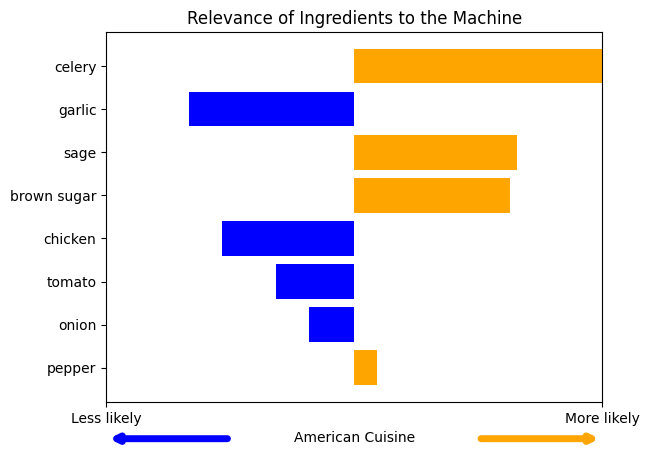 Relevance of Ingredients to the Machine
celery
garlic
sage
brown sugar
chicken
tomato
onion
pepper
Less likely
More likely
American Cuisine